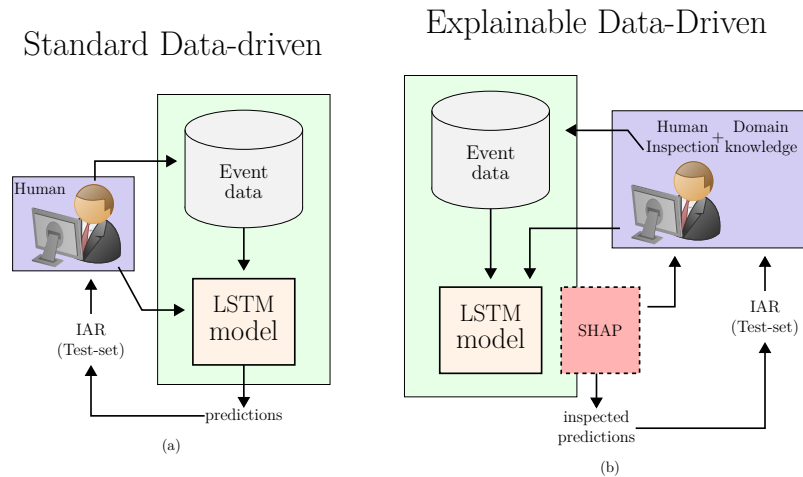 Standard Data-driven
Human
Event
data
LSTM
model
IAR
(Test-set)
predictions
(a)
Explainable Data-Driven
Human + Domain
Inspection knowledge
Event
data
LSTM
model
SHAP
IAR
(Test-set)
inspected
predictions
(b)